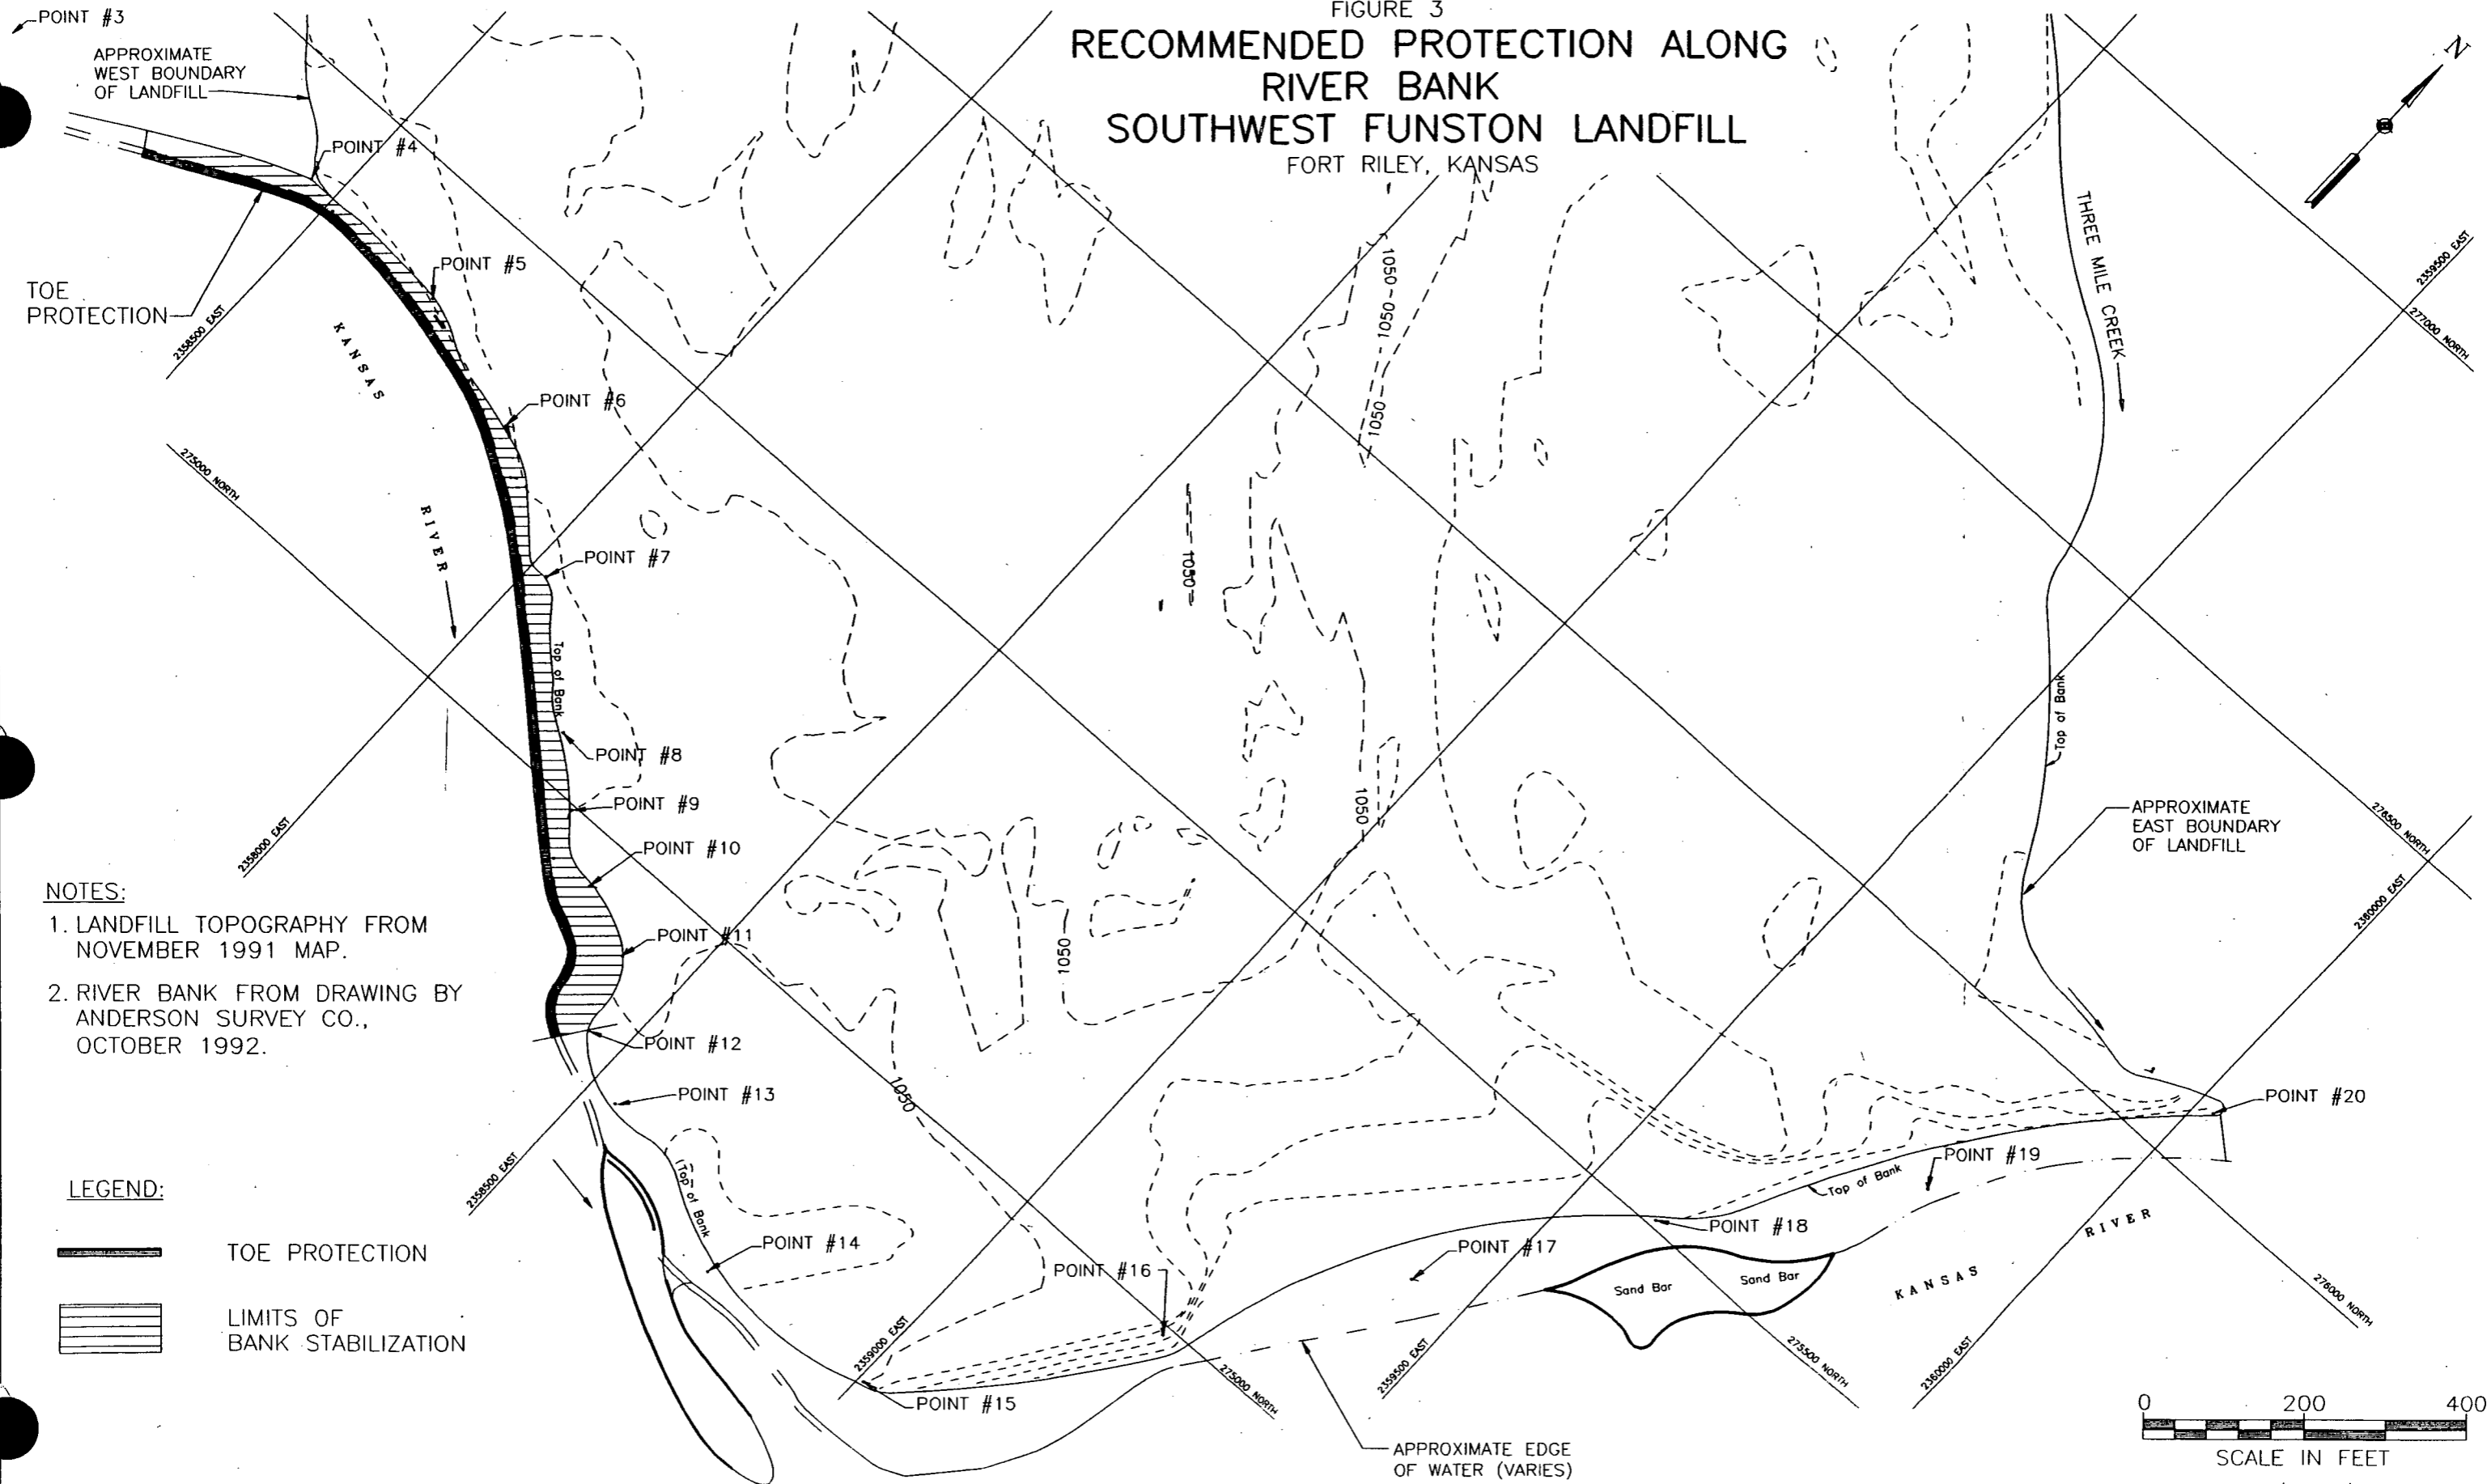 FIGURE 3
RECOMMENDED PROTECTION ALONG
RIVER BANK
SOUTHWEST FUNSTON LANDFILL
FORT RILEY, KANSAS
N
POINT #3
APPROXIMATE
WEST BOUNDARY
OF LANDFILL
POINT #4
POINT #5
TOE
PROTECTION
2358500 EAST
KANSAS
RIVER
POINT #6
275000 NORTH
POINT #7
Top of Bank
POINT #8
POINT #9
POINT #10
2358000 EAST
POINT #11
POINT #12
POINT #13
2358500 EAST
Top of Bank
POINT #14
POINT #15
POINT #16
POINT #17
POINT #18
POINT #19
POINT #20
1050
1050
1050
1050
1050
1050
1050
THREE MILE CREEK
2359500 EAST
277000 NORTH
Top of Bank
276500 NORTH
APPROXIMATE
EAST BOUNDARY
OF LANDFILL
2360000 EAST
Top of Bank
KANSAS RIVER
276000 NORTH
Sand Bar
Sand Bar
2359000 EAST
275000 NORTH
2359500 EAST
275500 NORTH
2360000 EAST
APPROXIMATE EDGE
OF WATER (VARIES)
NOTES:
1. LANDFILL TOPOGRAPHY FROM
NOVEMBER 1991 MAP.
2. RIVER BANK FROM DRAWING BY
ANDERSON SURVEY CO.,
OCTOBER 1992.
LEGEND:
TOE PROTECTION
LIMITS OF
BANK STABILIZATION
0 200 400
SCALE IN FEET